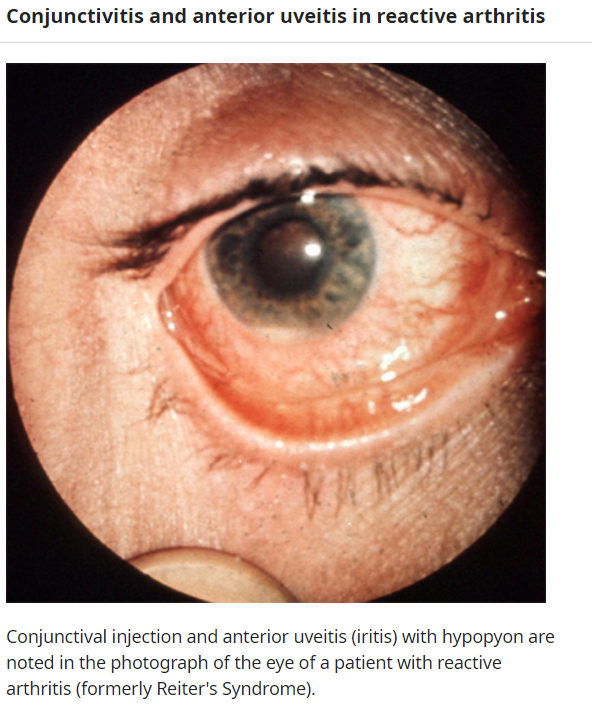 Conjunctivitis and anterior uveitis in reactive arthritis
Conjunctival injection and anterior uveitis (iritis) with hypopyon are
noted in the photograph of the eye of a patient with reactive
arthritis (formerly Reiter's Syndrome).